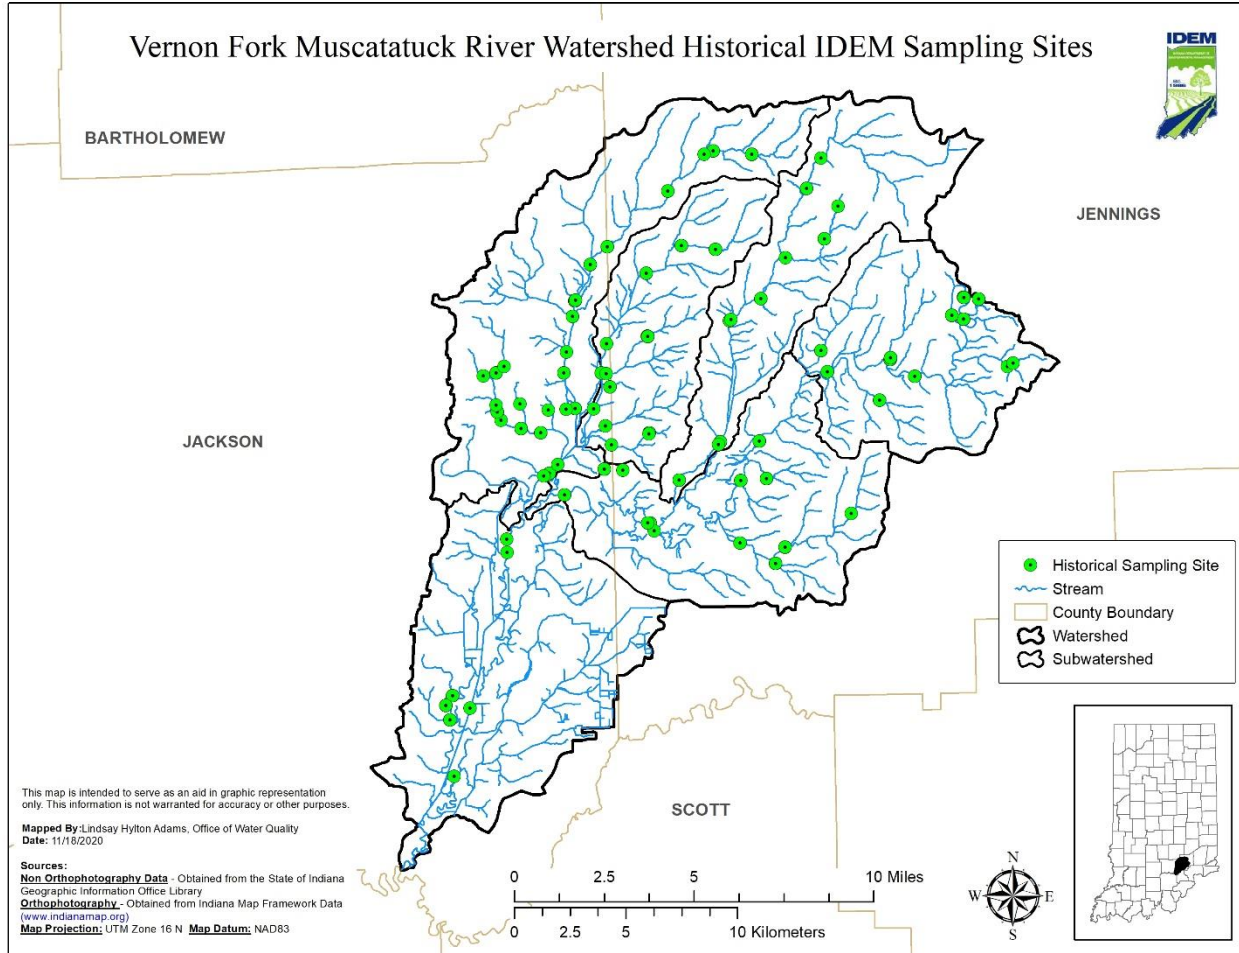 Vernon Fork Muscatatuck River Watershed Historical IDEM Sampling Sites
IDEM
BARTHOLOMEW
JENNINGS
JACKSON
SCOTT
Historical Sampling Site
Stream
County Boundary
Watershed
Subwatershed
This map is intended to serve as an aid in graphic representation
only. This information is not warranted for accuracy or other purposes.
Mapped By:Lindsay Hylton Adams, Office of Water Quality
Date: 11/18/2020
Sources:
Non Orthophotography Data - Obtained from the State of Indiana
Geographic Information Office Library
Orthophotography - Obtained from Indiana Map Framework Data
(www.indianamap.org)
Map Projection: UTM Zone 16 N Map Datum: NAD83
0 2.5 5 10 Miles
0 2.5 5 10 Kilometers
N
W E
S